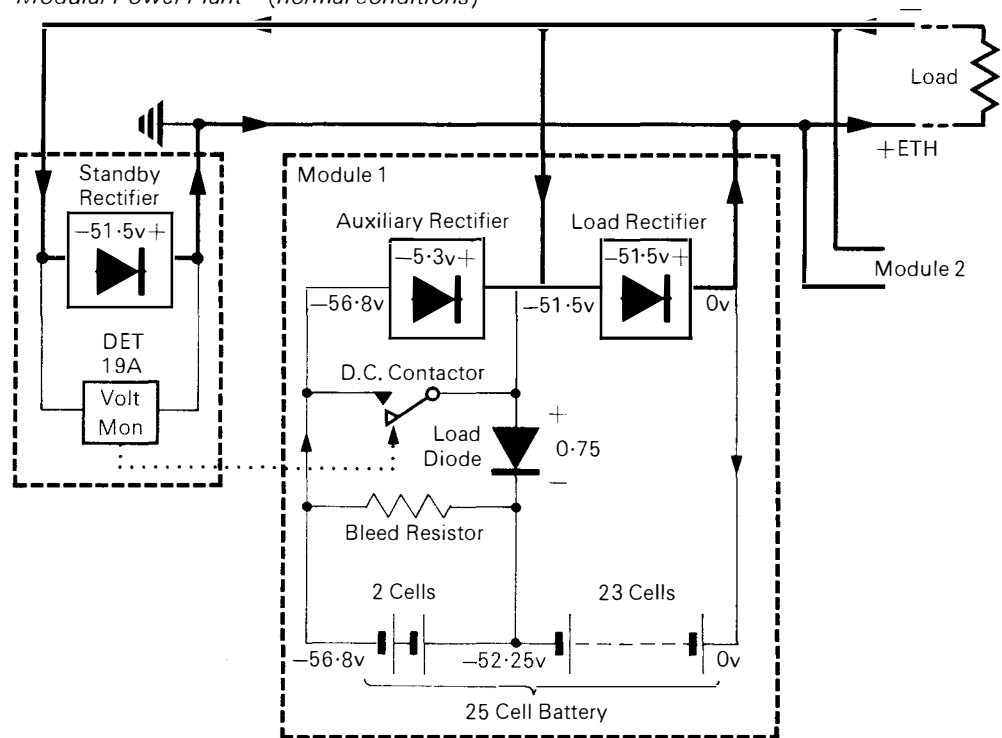 Modular Power Plant (normal conditions)
−
Load
+ETH
Standby
Rectifier
−51·5v+
DET
19A
Volt
Mon
Module 1
Auxiliary Rectifier
−5·3v+
Load Rectifier
−51·5v+
Module 2
−56·8v
−51·5v
0v
D.C. Contactor
Load
Diode
+
0·75
−
Bleed Resistor
2 Cells
23 Cells
−56·8v
−52·25v
0v
25 Cell Battery